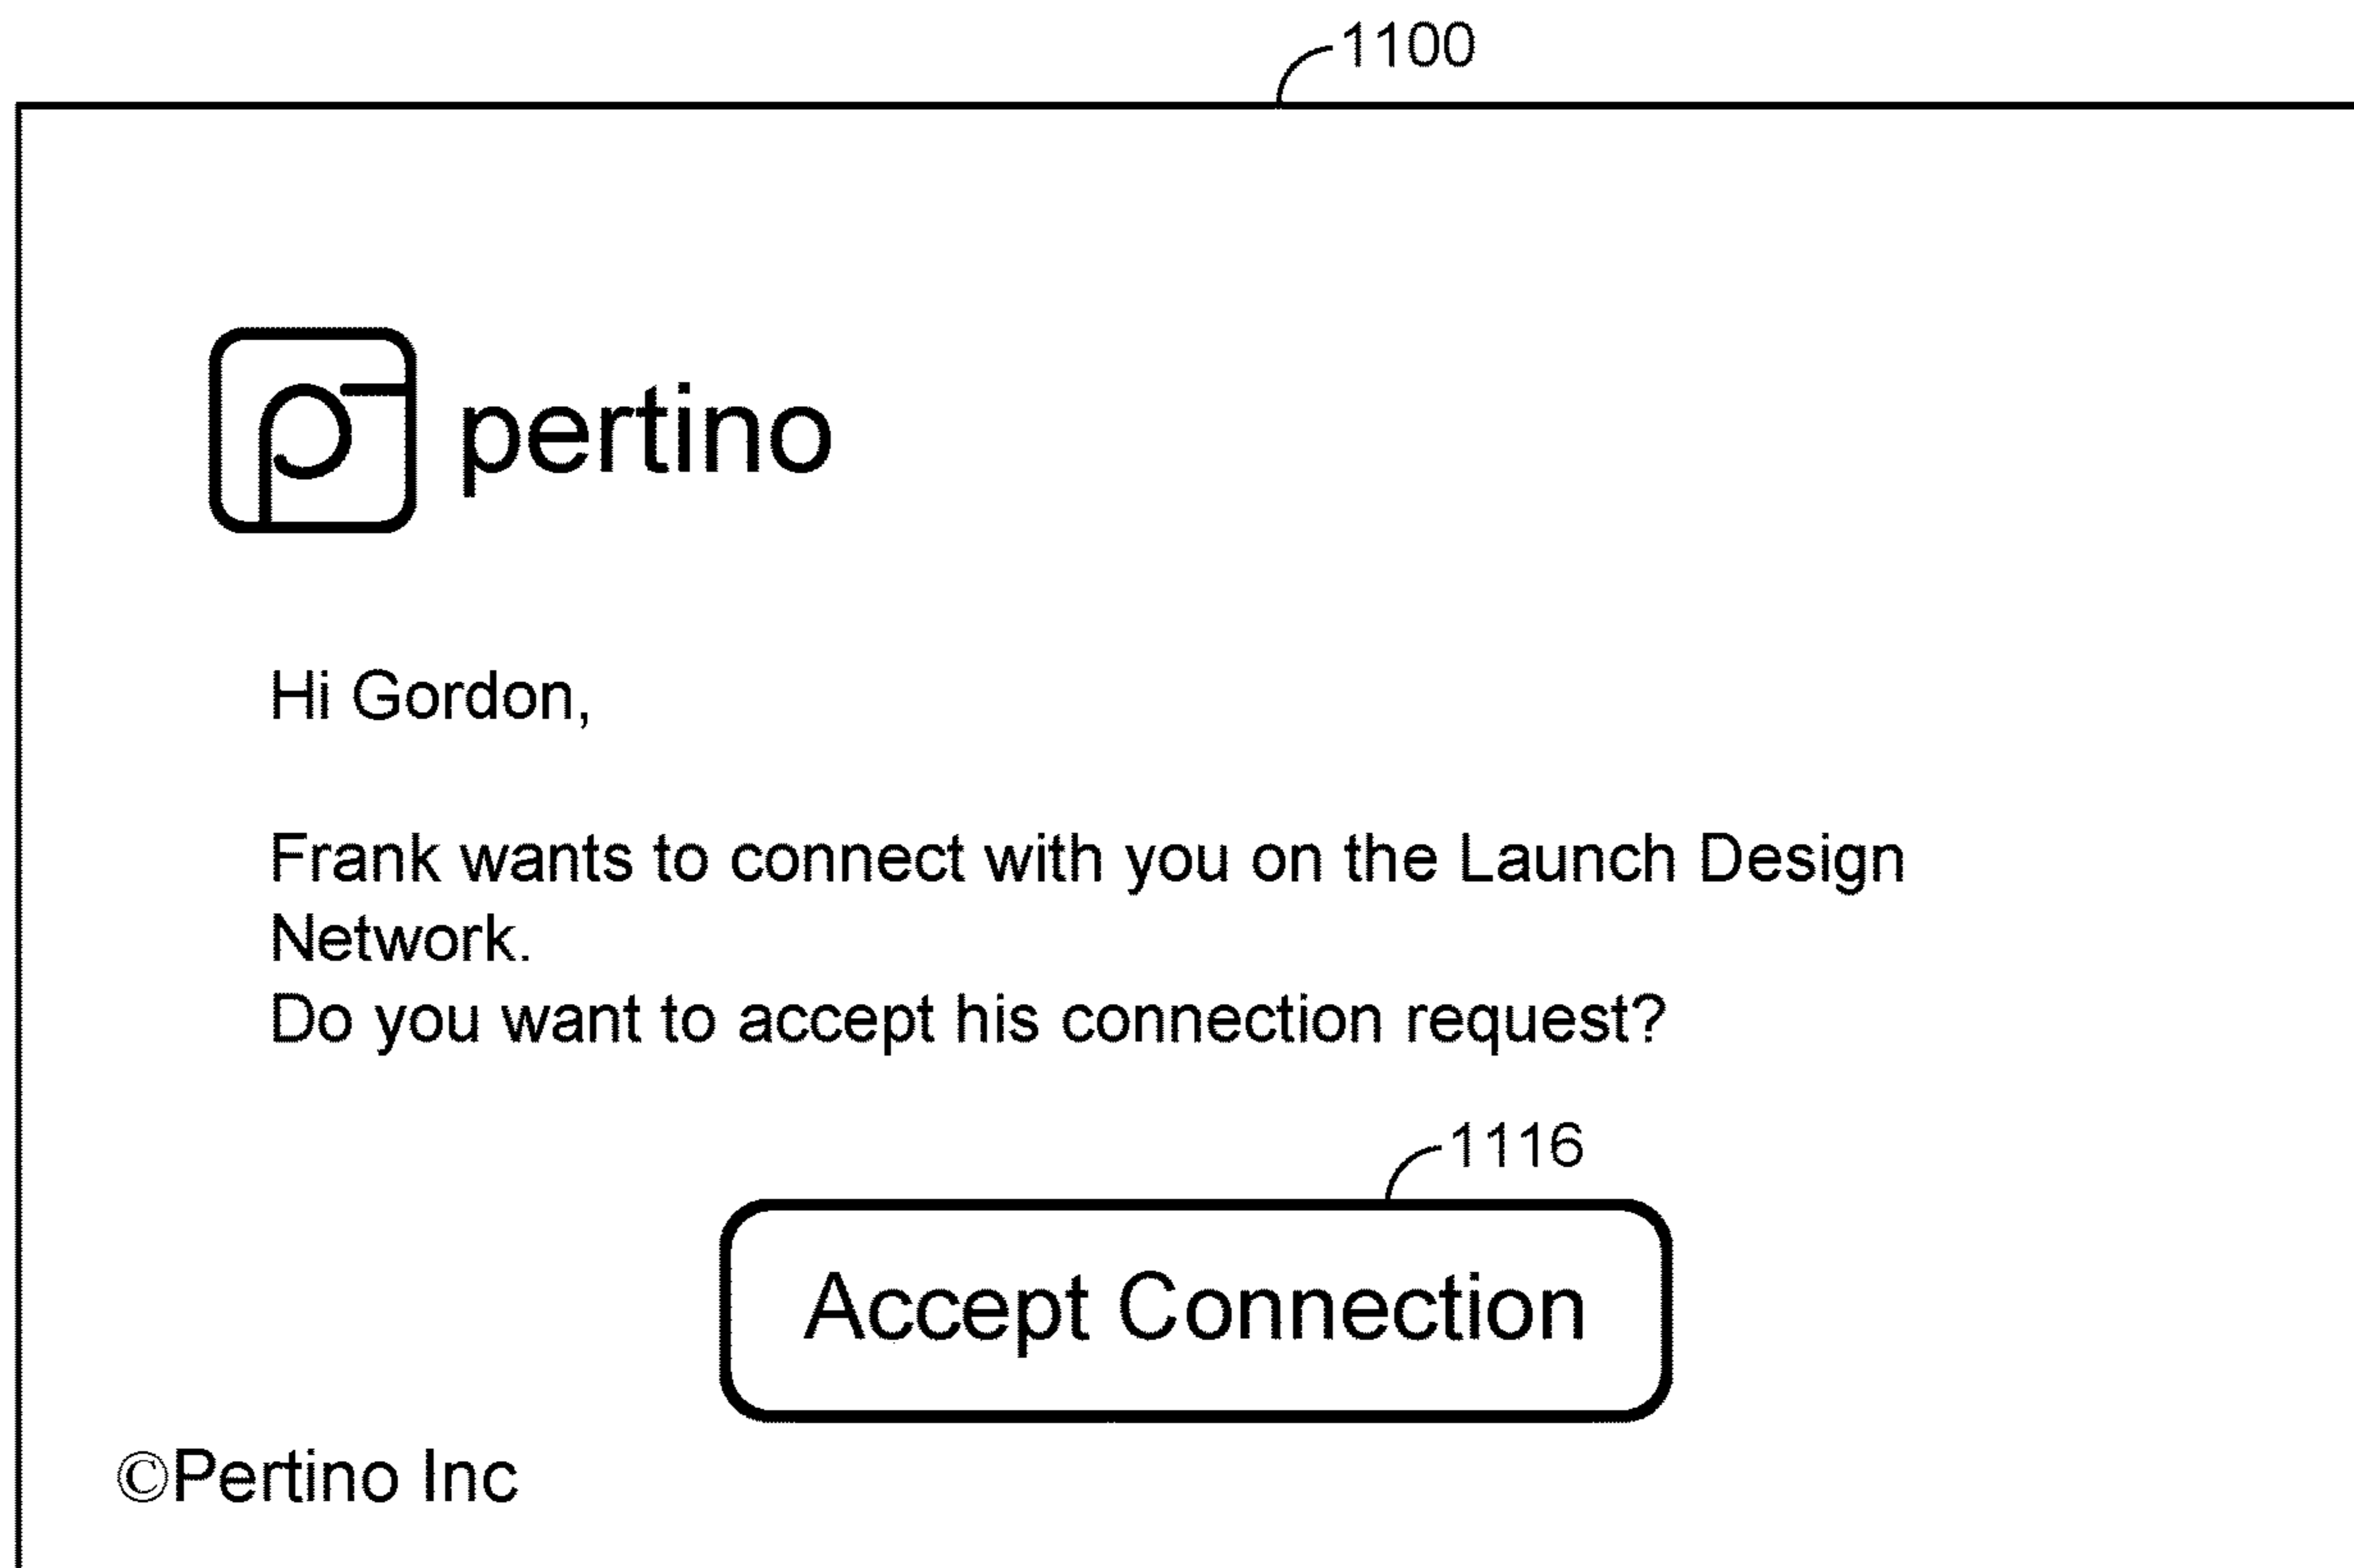 1100
pertino
Hi Gordon,
Frank wants to connect with you on the Launch Design
Network.
Do you want to accept his connection request?
1116
Accept Connection
©Pertino Inc